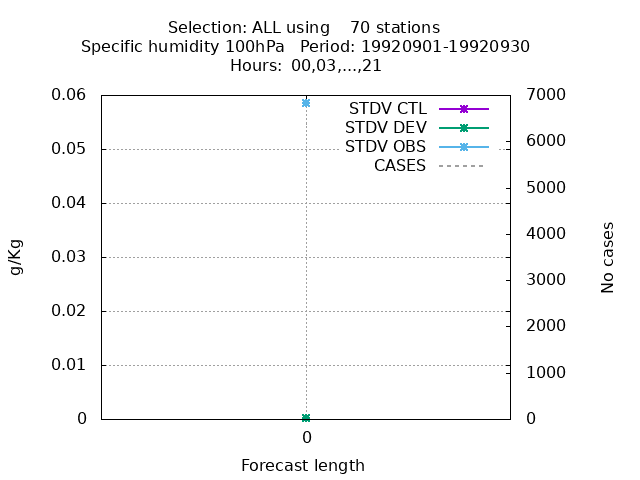 Selection: ALL using    70 stations
Specific humidity 100hPa   Period: 19920901-19920930
Hours:  00,03,...,21
0.06
0.05
0.04
0.03
0.02
0.01
0
7000
6000
5000
4000
3000
2000
1000
0
STDV CTL
STDV DEV
STDV OBS
CASES
g/Kg
No cases
0
Forecast length